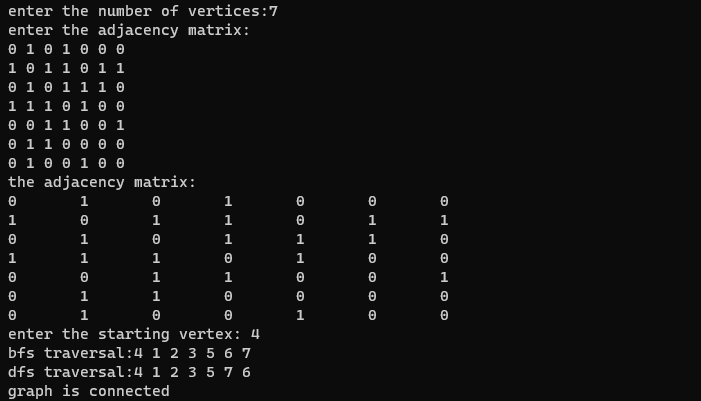 enter the number of vertices:7
enter the adjacency matrix:
0 1 0 1 0 0 0
1 0 1 1 0 1 1
0 1 0 1 1 1 0
1 1 1 0 1 0 0
0 0 1 1 0 0 1
0 1 1 0 0 0 0
0 1 0 0 1 0 0
the adjacency matrix:
0 1 0 1 0 0 0
1 0 1 1 0 1 1
0 1 0 1 1 1 0
1 1 1 0 1 0 0
0 0 1 1 0 0 1
0 1 1 0 0 0 0
0 1 0 0 1 0 0
enter the starting vertex: 4
bfs traversal:4 1 2 3 5 6 7
dfs traversal:4 1 2 3 5 7 6
graph is connected